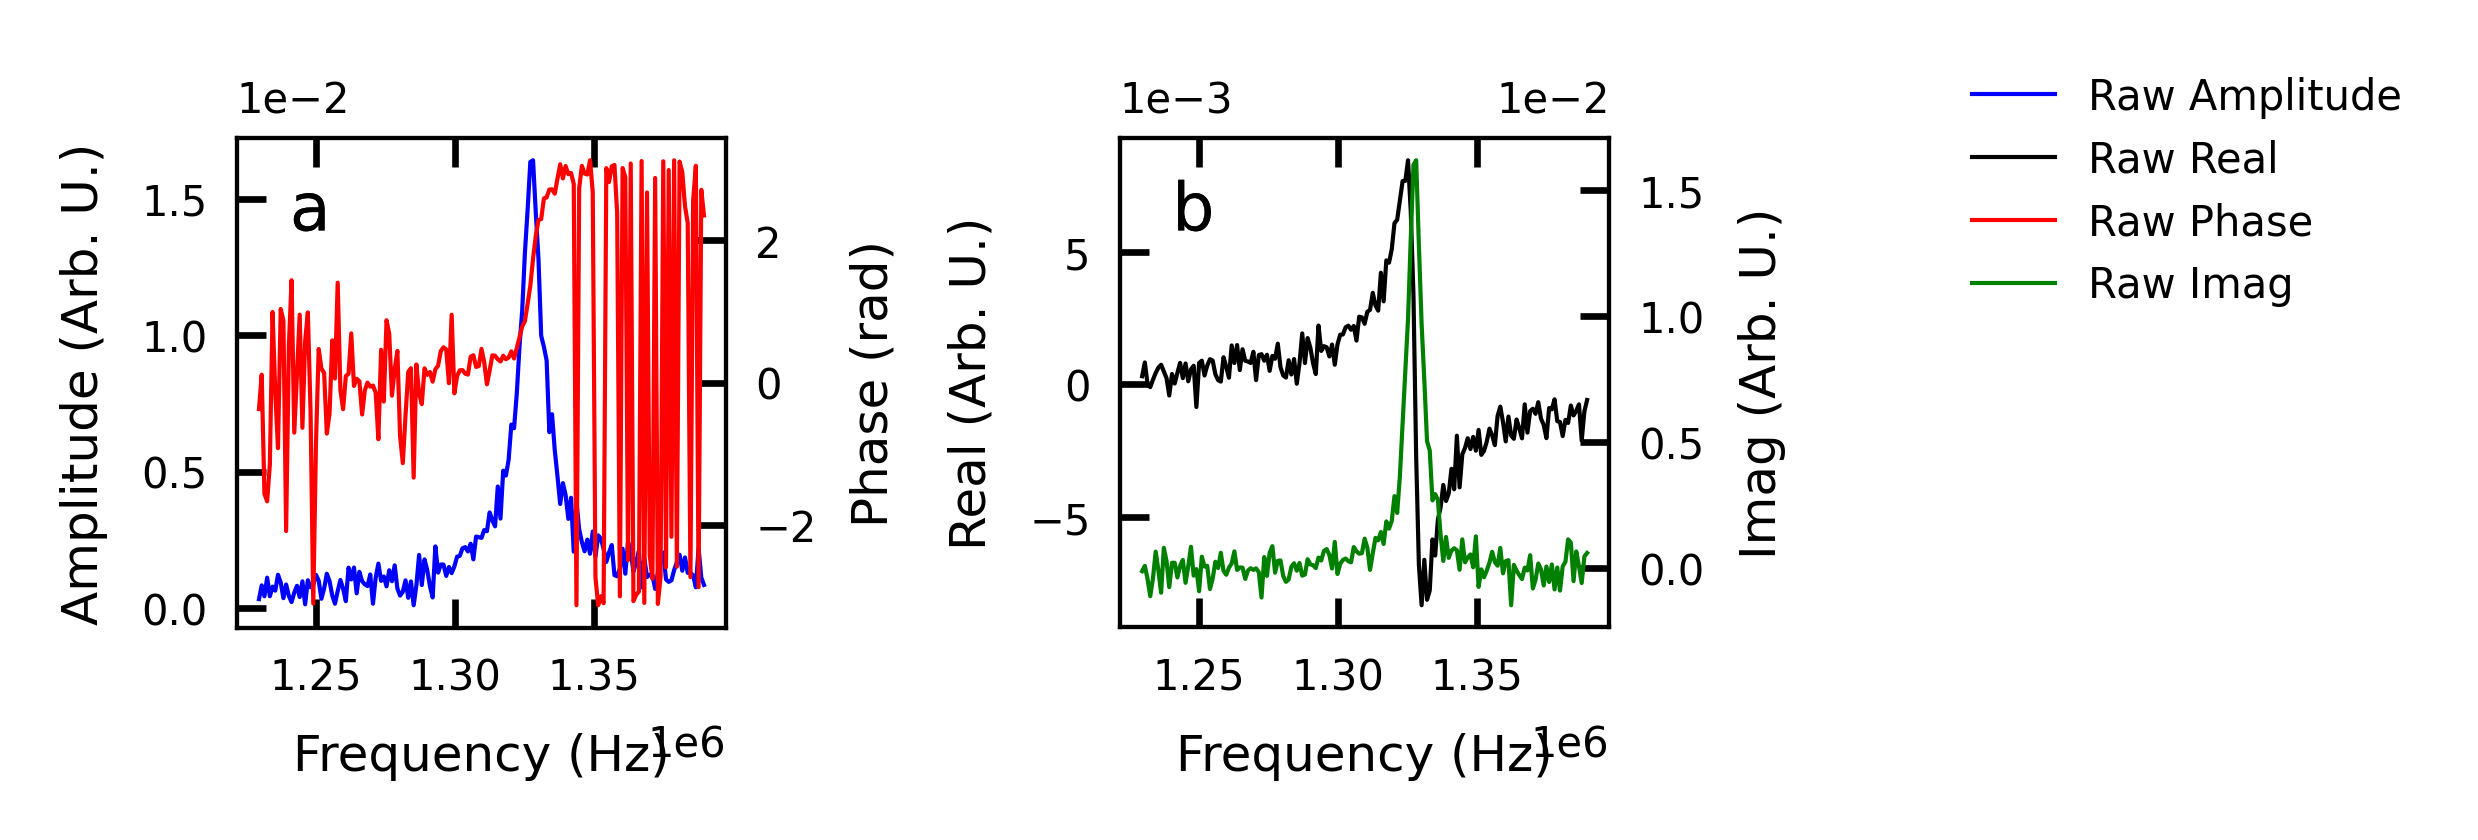 1e−2
1.5
1.0
0.5
0.0
Amplitude (Arb. U.)
a
2
0
−2
Phase (rad)
1.25 1.30 1.35
Frequency (Hz)
1e6
1e−3
1e−2
5
0
−5
Real (Arb. U.)
b
1.5
1.0
0.5
0.0
Imag (Arb. U.)
1.25 1.30 1.35
Frequency (Hz)
1e6
Raw Amplitude
Raw Real
Raw Phase
Raw Imag